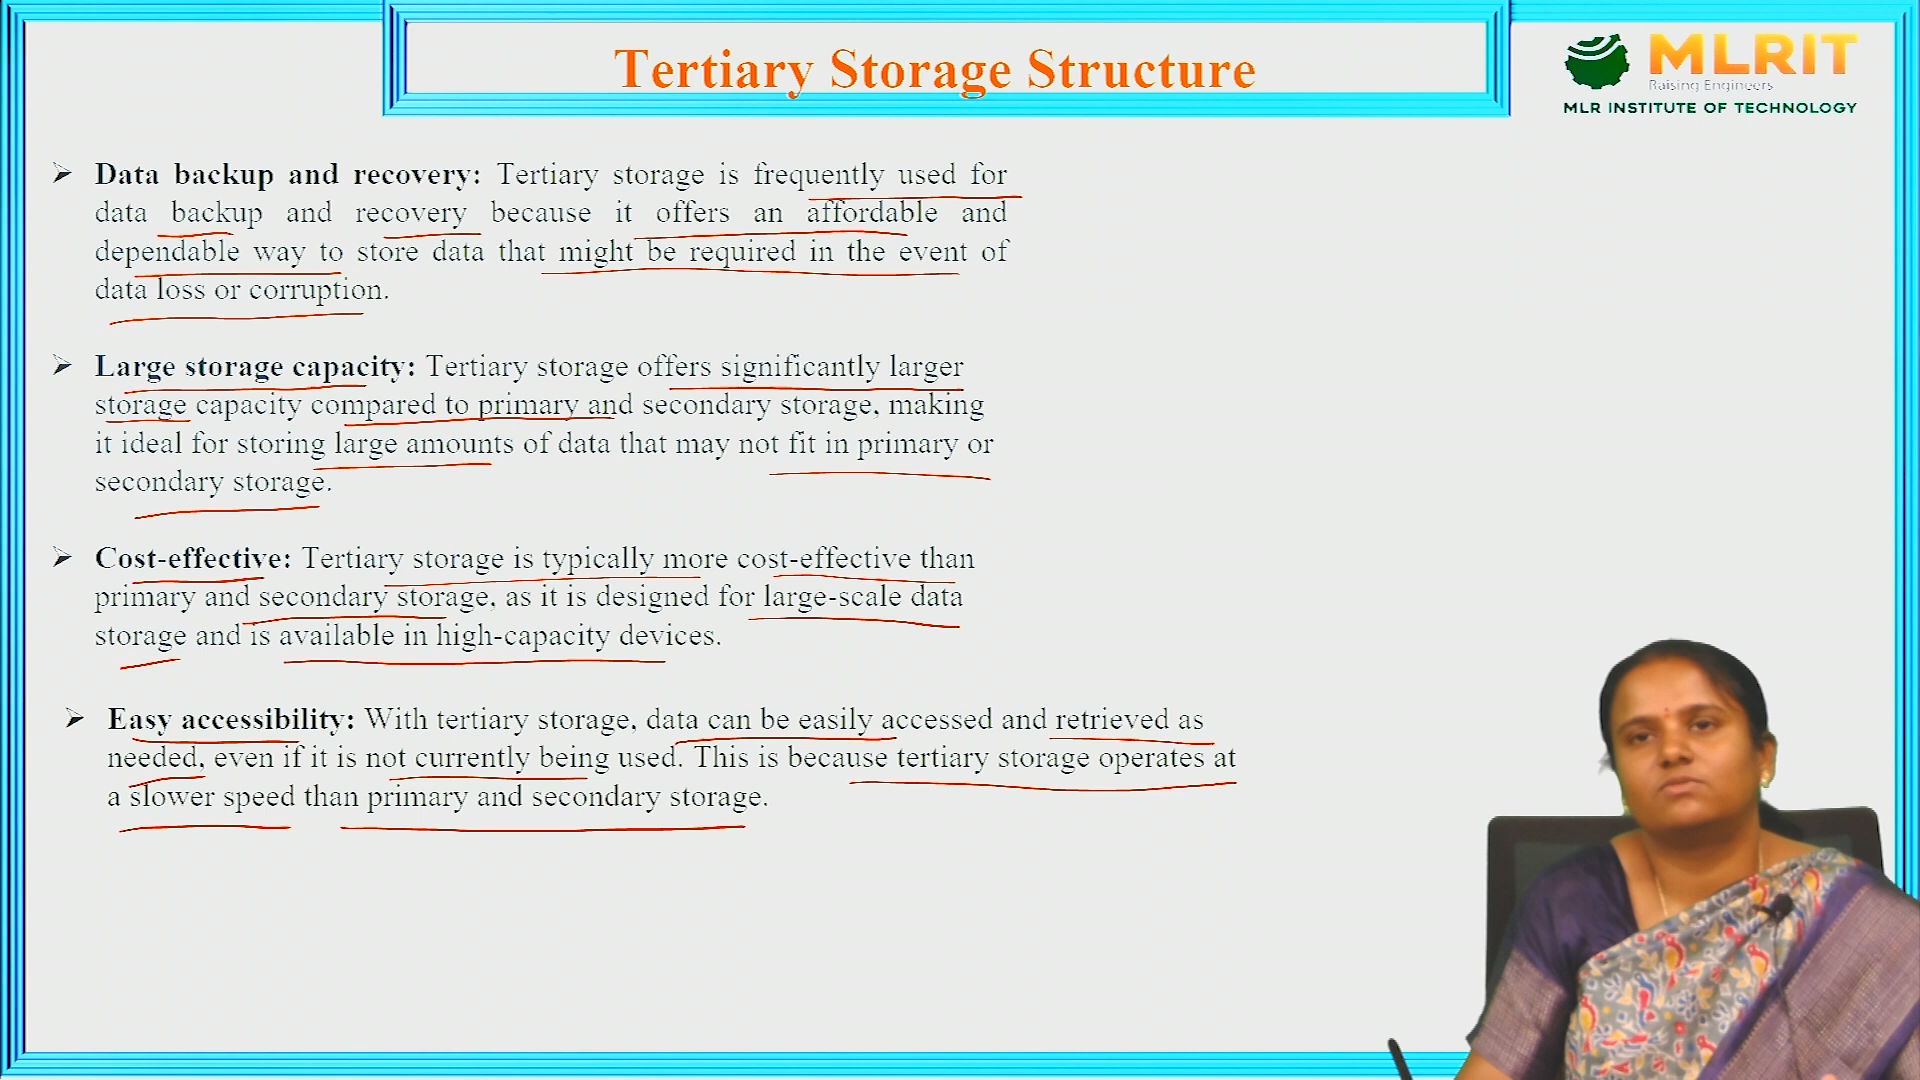 Tertiary Storage Structure
MLRIT
Raising Engineers
MLR INSTITUTE OF TECHNOLOGY
➢ Data backup and recovery: Tertiary storage is frequently used for
data backup and recovery because it offers an affordable and
dependable way to store data that might be required in the event of
data loss or corruption.
➢ Large storage capacity: Tertiary storage offers significantly larger
storage capacity compared to primary and secondary storage, making
it ideal for storing large amounts of data that may not fit in primary or
secondary storage.
➢ Cost-effective: Tertiary storage is typically more cost-effective than
primary and secondary storage, as it is designed for large-scale data
storage and is available in high-capacity devices.
➢ Easy accessibility: With tertiary storage, data can be easily accessed and retrieved as
needed, even if it is not currently being used. This is because tertiary storage operates at
a slower speed than primary and secondary storage.